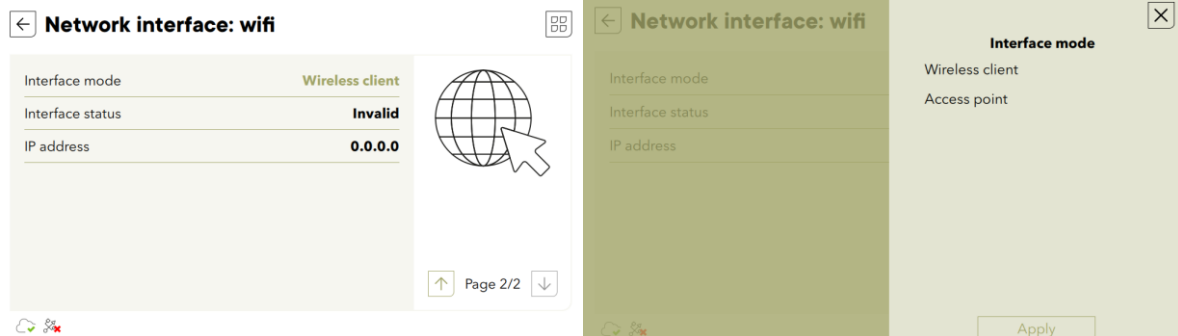 Network interface: wifi
Interface mode Wireless client
Interface status Invalid
IP address 0.0.0.0
Page 2/2
Network interface: wifi
Interface mode
Interface status
IP address
Interface mode
Wireless client
Access point
Apply